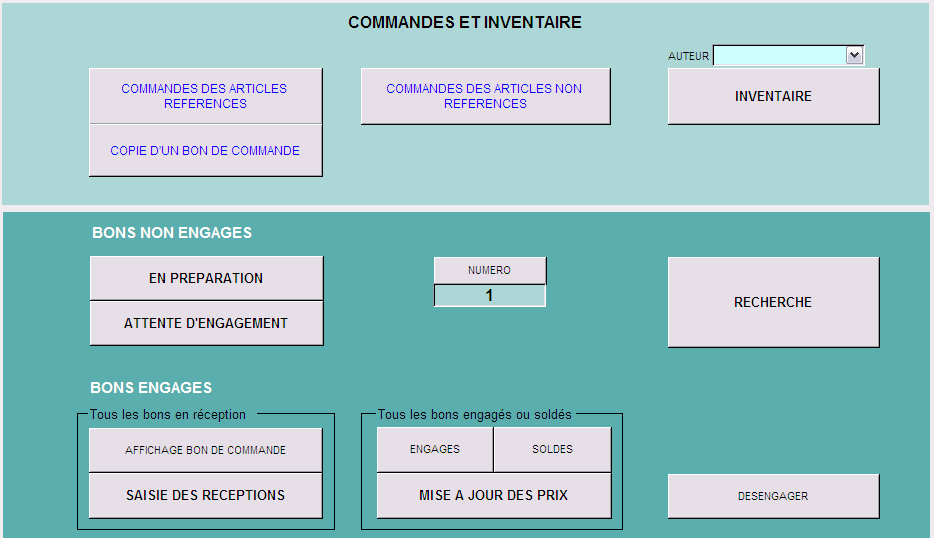 COMMANDES ET INVENTAIRE
AUTEUR
COMMANDES DES ARTICLES
REFERENCES
COMMANDES DES ARTICLES NON
REFERENCES
INVENTAIRE
COPIE D'UN BON DE COMMANDE
BONS NON ENGAGES
EN PREPARATION
NUMERO
1
RECHERCHE
ATTENTE D'ENGAGEMENT
BONS ENGAGES
Tous les bons en réception
Tous les bons engagés ou soldés
AFFICHAGE BON DE COMMANDE
ENGAGES
SOLDES
SAISIE DES RECEPTIONS
MISE A JOUR DES PRIX
DESENGAGER